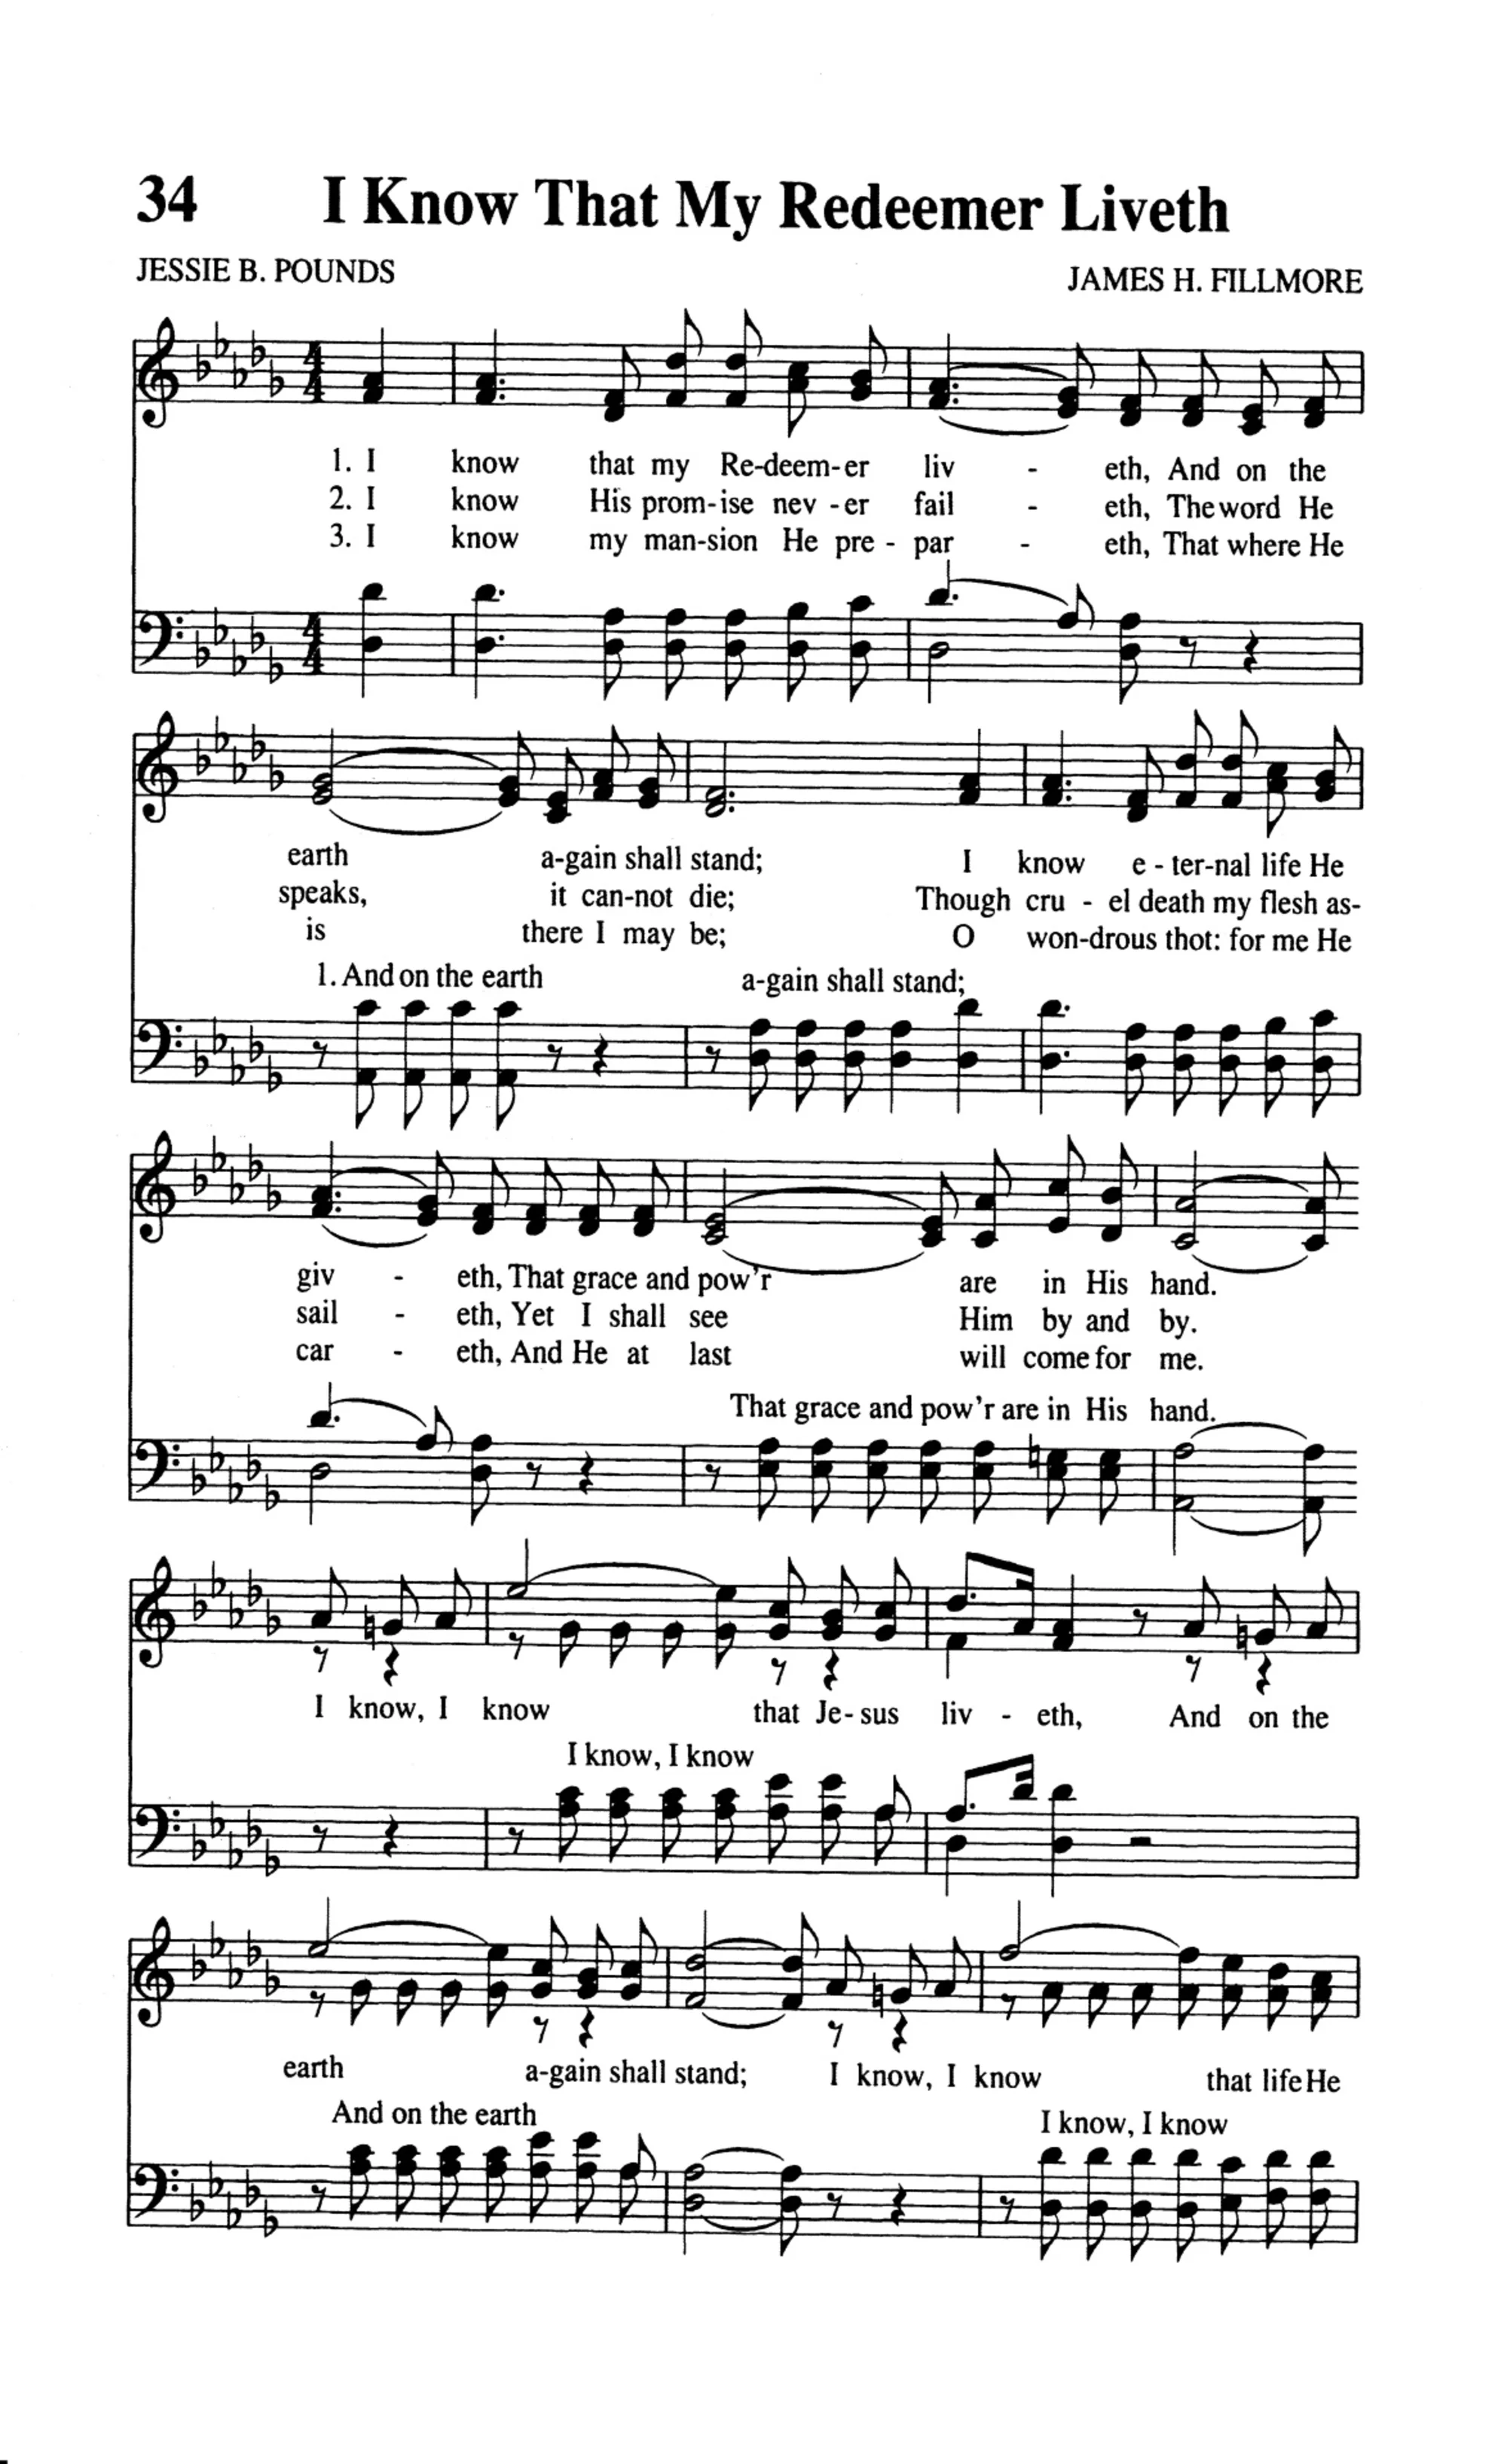 34 I Know That My Redeemer Liveth
JESSIE B. POUNDS JAMES H. FILLMORE
1. I know that my Re-deem-er liv - eth, And on the
2. I know His prom-ise nev-er fail - eth, The word He
3. I know my man-sion He pre-par - eth, That where He
earth a-gain shall stand; I know e-ter-nal life He
speaks, it can-not die; Though cru-el death my flesh as-
is there I may be; O won-drous thot: for me He
1. And on the earth a-gain shall stand;
giv - eth, That grace and pow'r are in His hand.
sail - eth, Yet I shall see Him by and by.
car - eth, And He at last will come for me.
That grace and pow'r are in His hand.
I know, I know that Je-sus liv - eth, And on the
I know, I know
earth a-gain shall stand; I know, I know that life He
And on the earth I know, I know